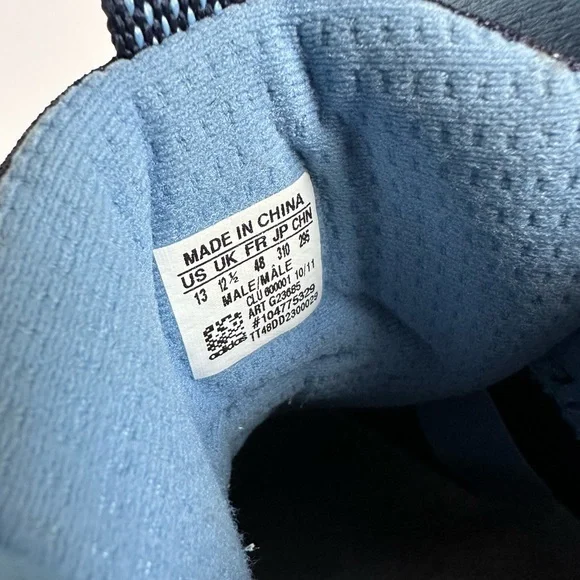 MADE IN CHINA
US UK FR JP CHN
13 12½ 48 310 295
MALE/MÂLE
CLU 600001 10/11
ART G23685
#104775329
1T48DD2300029
adidas